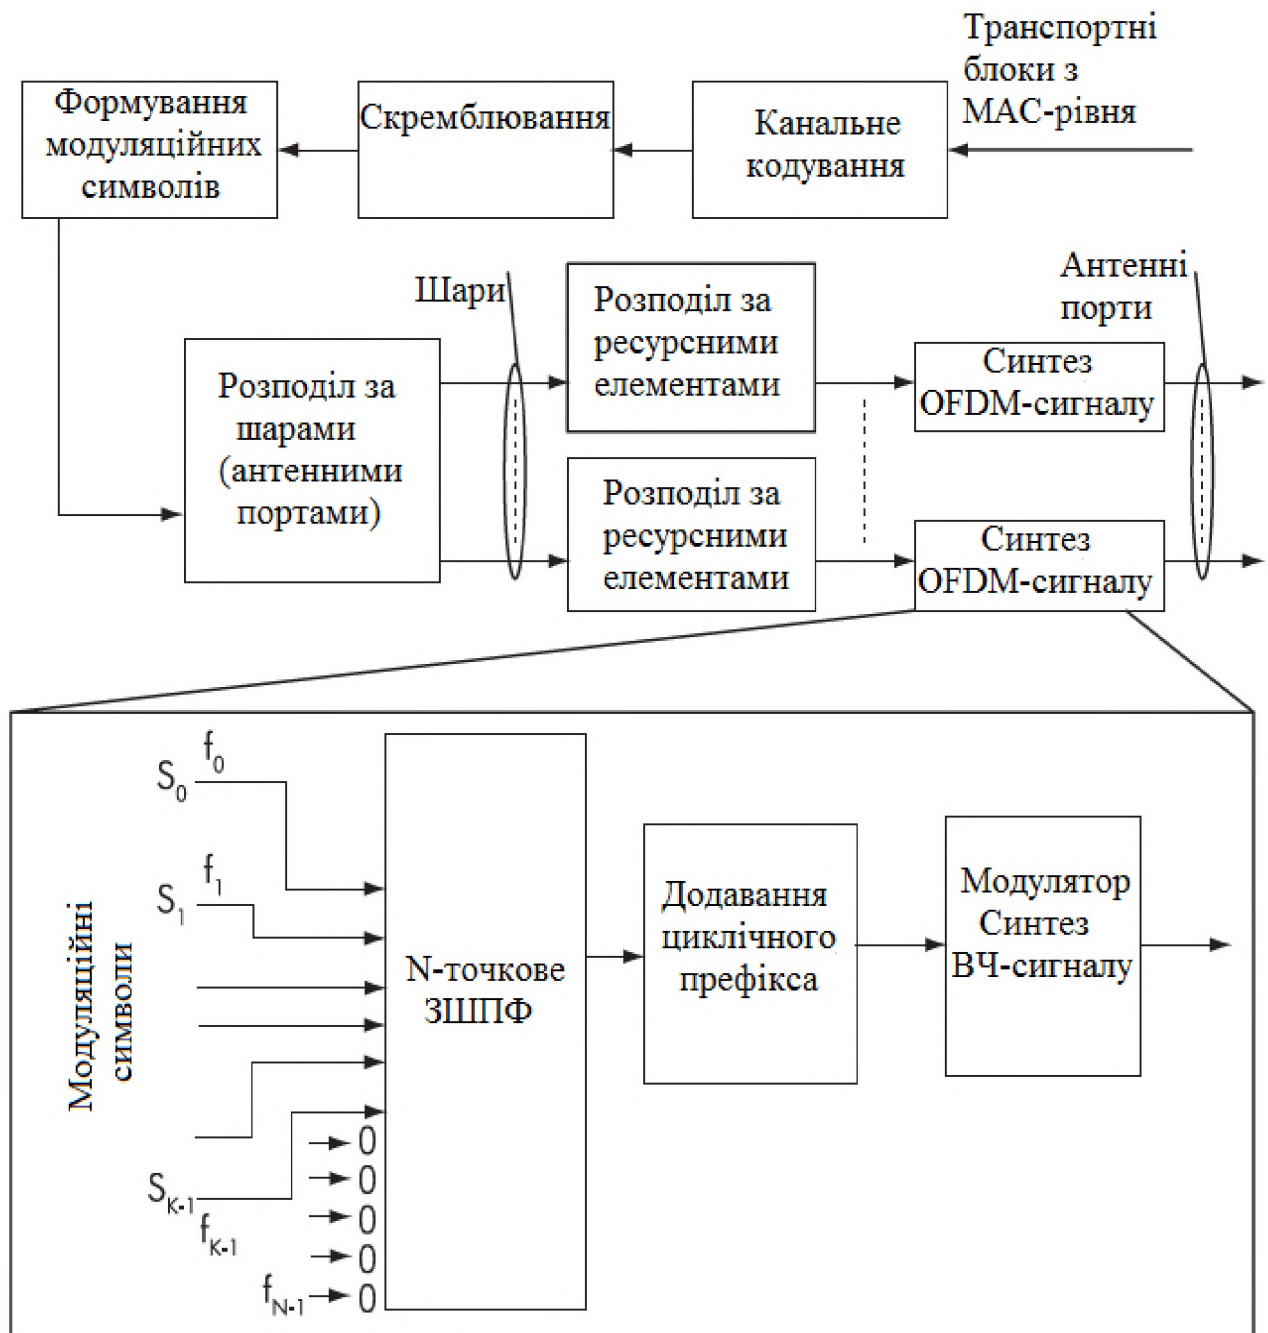 Транспортні
блоки з
МАС-рівня
Формування
модуляційних
символів
Скремблювання
Канальне
кодування
Шари
Антенні
порти
Розподіл за
шарами
(антенними
портами)
Розподіл за
ресурсними
елементами
Синтез
OFDM-сигналу
Розподіл за
ресурсними
елементами
Синтез
OFDM-сигналу
Модуляційні
символи
S0
f0
S1
f1
SK-1
fK-1
0
0
0
0
fN-1
0
N-точкове
ЗШПФ
Додавання
циклічного
префікса
Модулятор
Синтез
ВЧ-сигналу